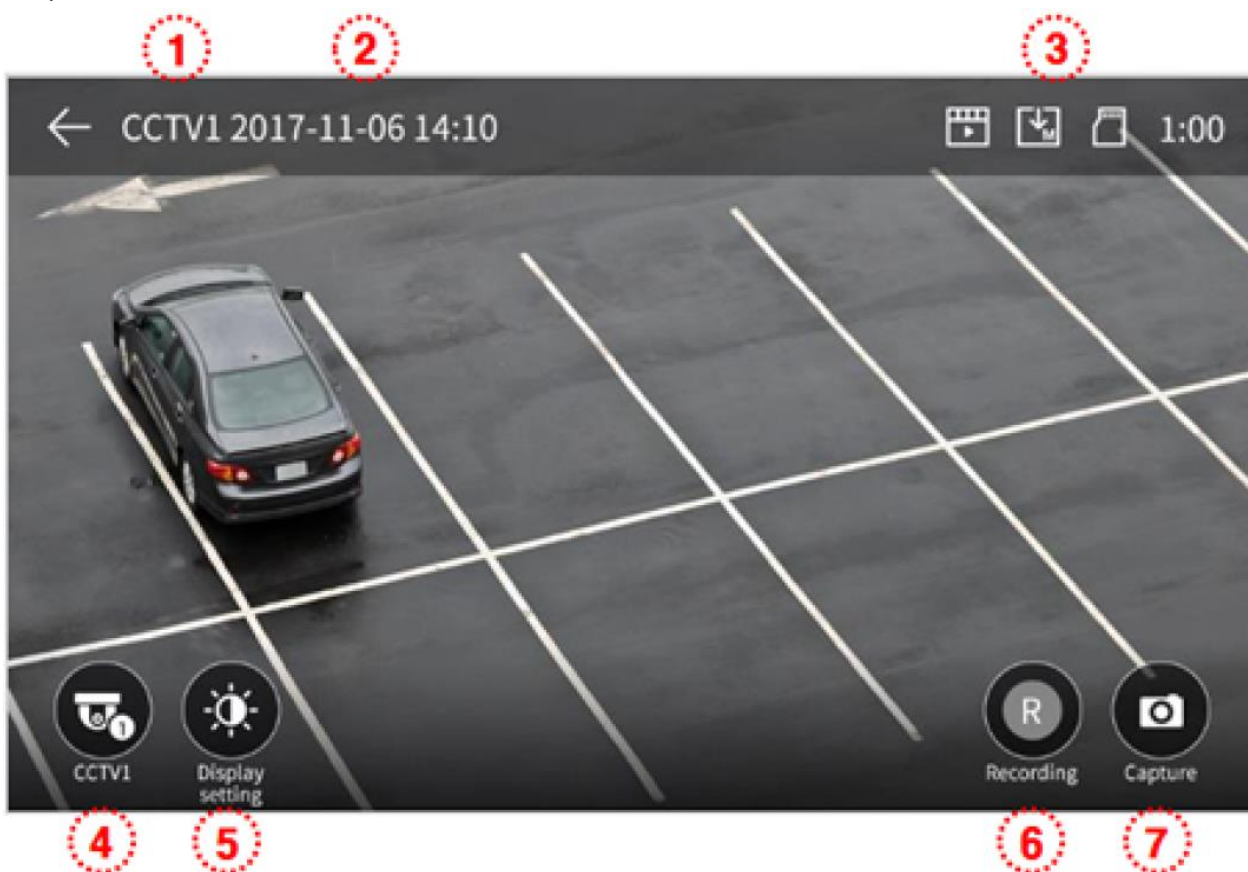 1 2 3
← CCTV1 2017-11-06 14:10 M 1:00
1 R
CCTV1 Display
setting Recording Capture
4 5 6 7